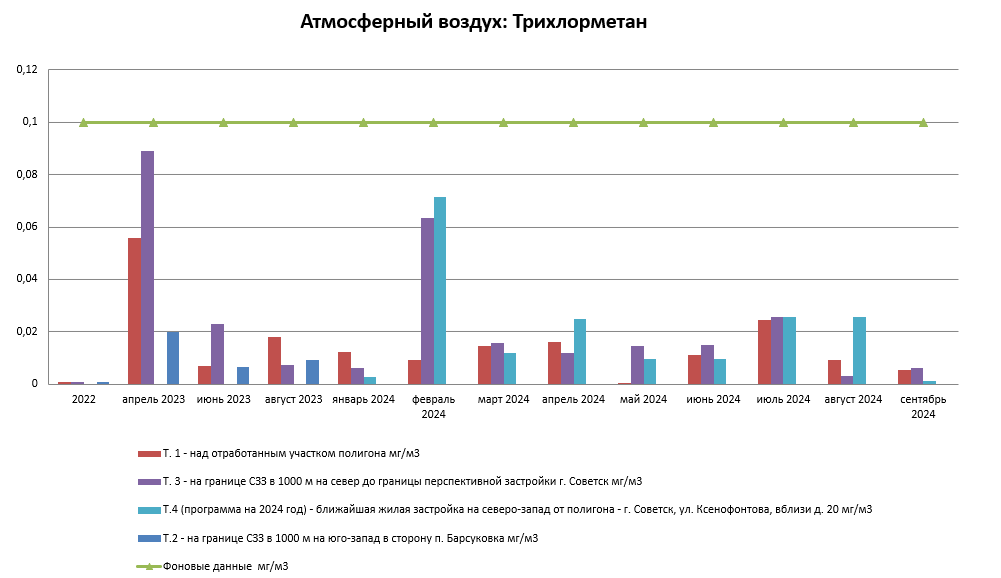 Атмосферный воздух: Трихлорметан
0,12
0,1
0,08
0,06
0,04
0,02
0
2022
апрель 2023
июнь 2023
август 2023
январь 2024
февраль
2024
март 2024
апрель 2024
май 2024
июнь 2024
июль 2024
август 2024
сентябрь
2024
Т. 1 - над отработанным участком полигона мг/м3
Т. 3 - на границе СЗЗ в 1000 м на север до границы перспективной застройки г. Советск мг/м3
Т.4 (программа на 2024 год) - ближайшая жилая застройка на северо-запад от полигона - г. Советск, ул. Ксенофонтова, вблизи д. 20 мг/м3
Т.2 - на границе СЗЗ в 1000 м на юго-запад в сторону п. Барсуковка мг/м3
Фоновые данные мг/м3